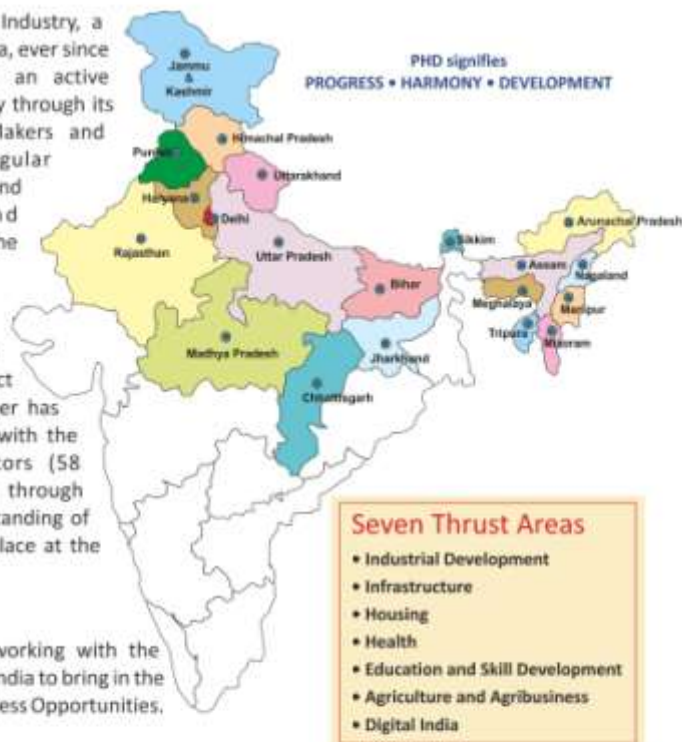 Industry, a
a, ever since
an active
y through its
Makers and
gular
nd
nd
ne
ct
er has
with the
tors (58
through
tanding of
lace at the
working with the
ndia to bring in the
ess Opportunities.
PHD signifies
PROGRESS • HARMONY • DEVELOPMENT
Jammu
&
Kashmir
Himachal Pradesh
Punjab
Uttarakhand
Haryana
Delhi
Rajasthan
Uttar Pradesh
Bihar
Sikkim
Arunachal Pradesh
Assam
Nagaland
Meghalaya
Manipur
Tripura
Mizoram
Madhya Pradesh
Jharkhand
Chhattisgarh
Seven Thrust Areas
• Industrial Development
• Infrastructure
• Housing
• Health
• Education and Skill Development
• Agriculture and Agribusiness
• Digital India